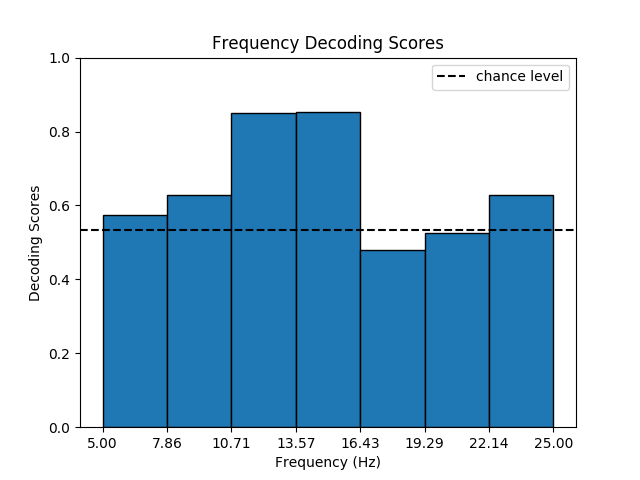 Frequency Decoding Scores
chance level
1.0
0.8
0.6
0.4
0.2
0.0
Decoding Scores
5.00 7.86 10.71 13.57 16.43 19.29 22.14 25.00
Frequency (Hz)